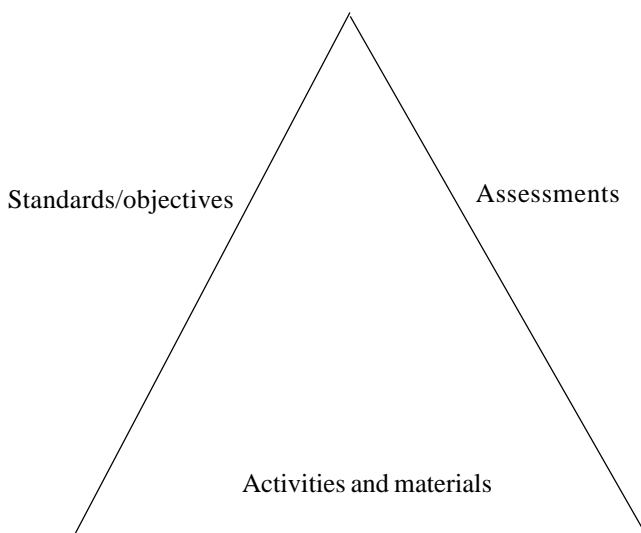 Standards/objectives
Assessments
Activities and materials